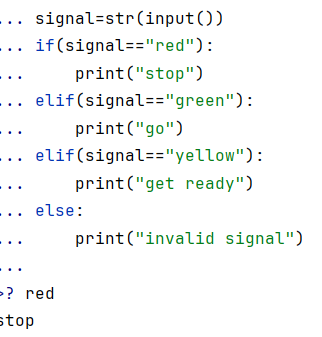 ... signal=str(input())
... if(signal=="red"):
...     print("stop")
... elif(signal=="green"):
...     print("go")
... elif(signal=="yellow"):
...     print("get ready")
... else:
...     print("invalid signal")
...
>? red
stop